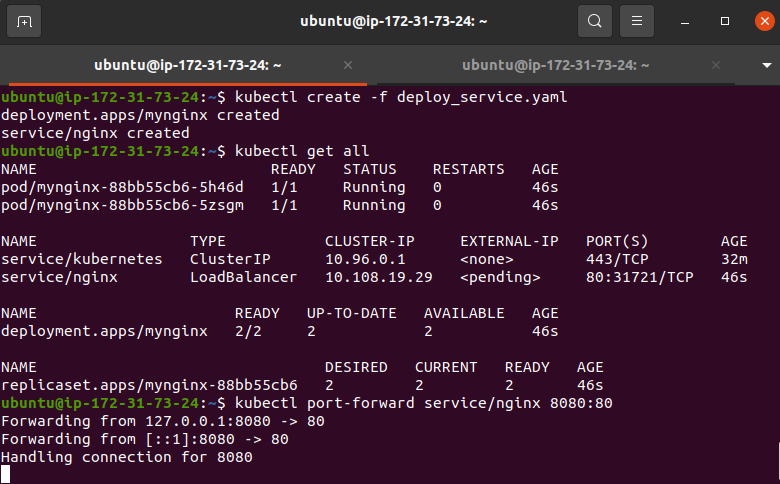 ubuntu@ip-172-31-73-24: ~
ubuntu@ip-172-31-73-24: ~ ubuntu@ip-172-31-73-24: ~
ubuntu@ip-172-31-73-24:~$ kubectl create -f deploy_service.yaml
deployment.apps/mynginx created
service/nginx created
ubuntu@ip-172-31-73-24:~$ kubectl get all
NAME READY STATUS RESTARTS AGE
pod/mynginx-88bb55cb6-5h46d 1/1 Running 0 46s
pod/mynginx-88bb55cb6-5zsgm 1/1 Running 0 46s
NAME TYPE CLUSTER-IP EXTERNAL-IP PORT(S) AGE
service/kubernetes ClusterIP 10.96.0.1 <none> 443/TCP 32m
service/nginx LoadBalancer 10.108.19.29 <pending> 80:31721/TCP 46s
NAME READY UP-TO-DATE AVAILABLE AGE
deployment.apps/mynginx 2/2 2 2 46s
NAME DESIRED CURRENT READY AGE
replicaset.apps/mynginx-88bb55cb6 2 2 2 46s
ubuntu@ip-172-31-73-24:~$ kubectl port-forward service/nginx 8080:80
Forwarding from 127.0.0.1:8080 -> 80
Forwarding from [::1]:8080 -> 80
Handling connection for 8080